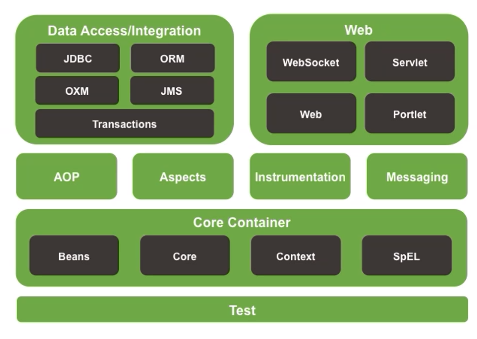 Data Access/Integration
JDBC
ORM
OXM
JMS
Transactions
Web
WebSocket
Servlet
Web
Portlet
AOP
Aspects
Instrumentation
Messaging
Core Container
Beans
Core
Context
SpEL
Test